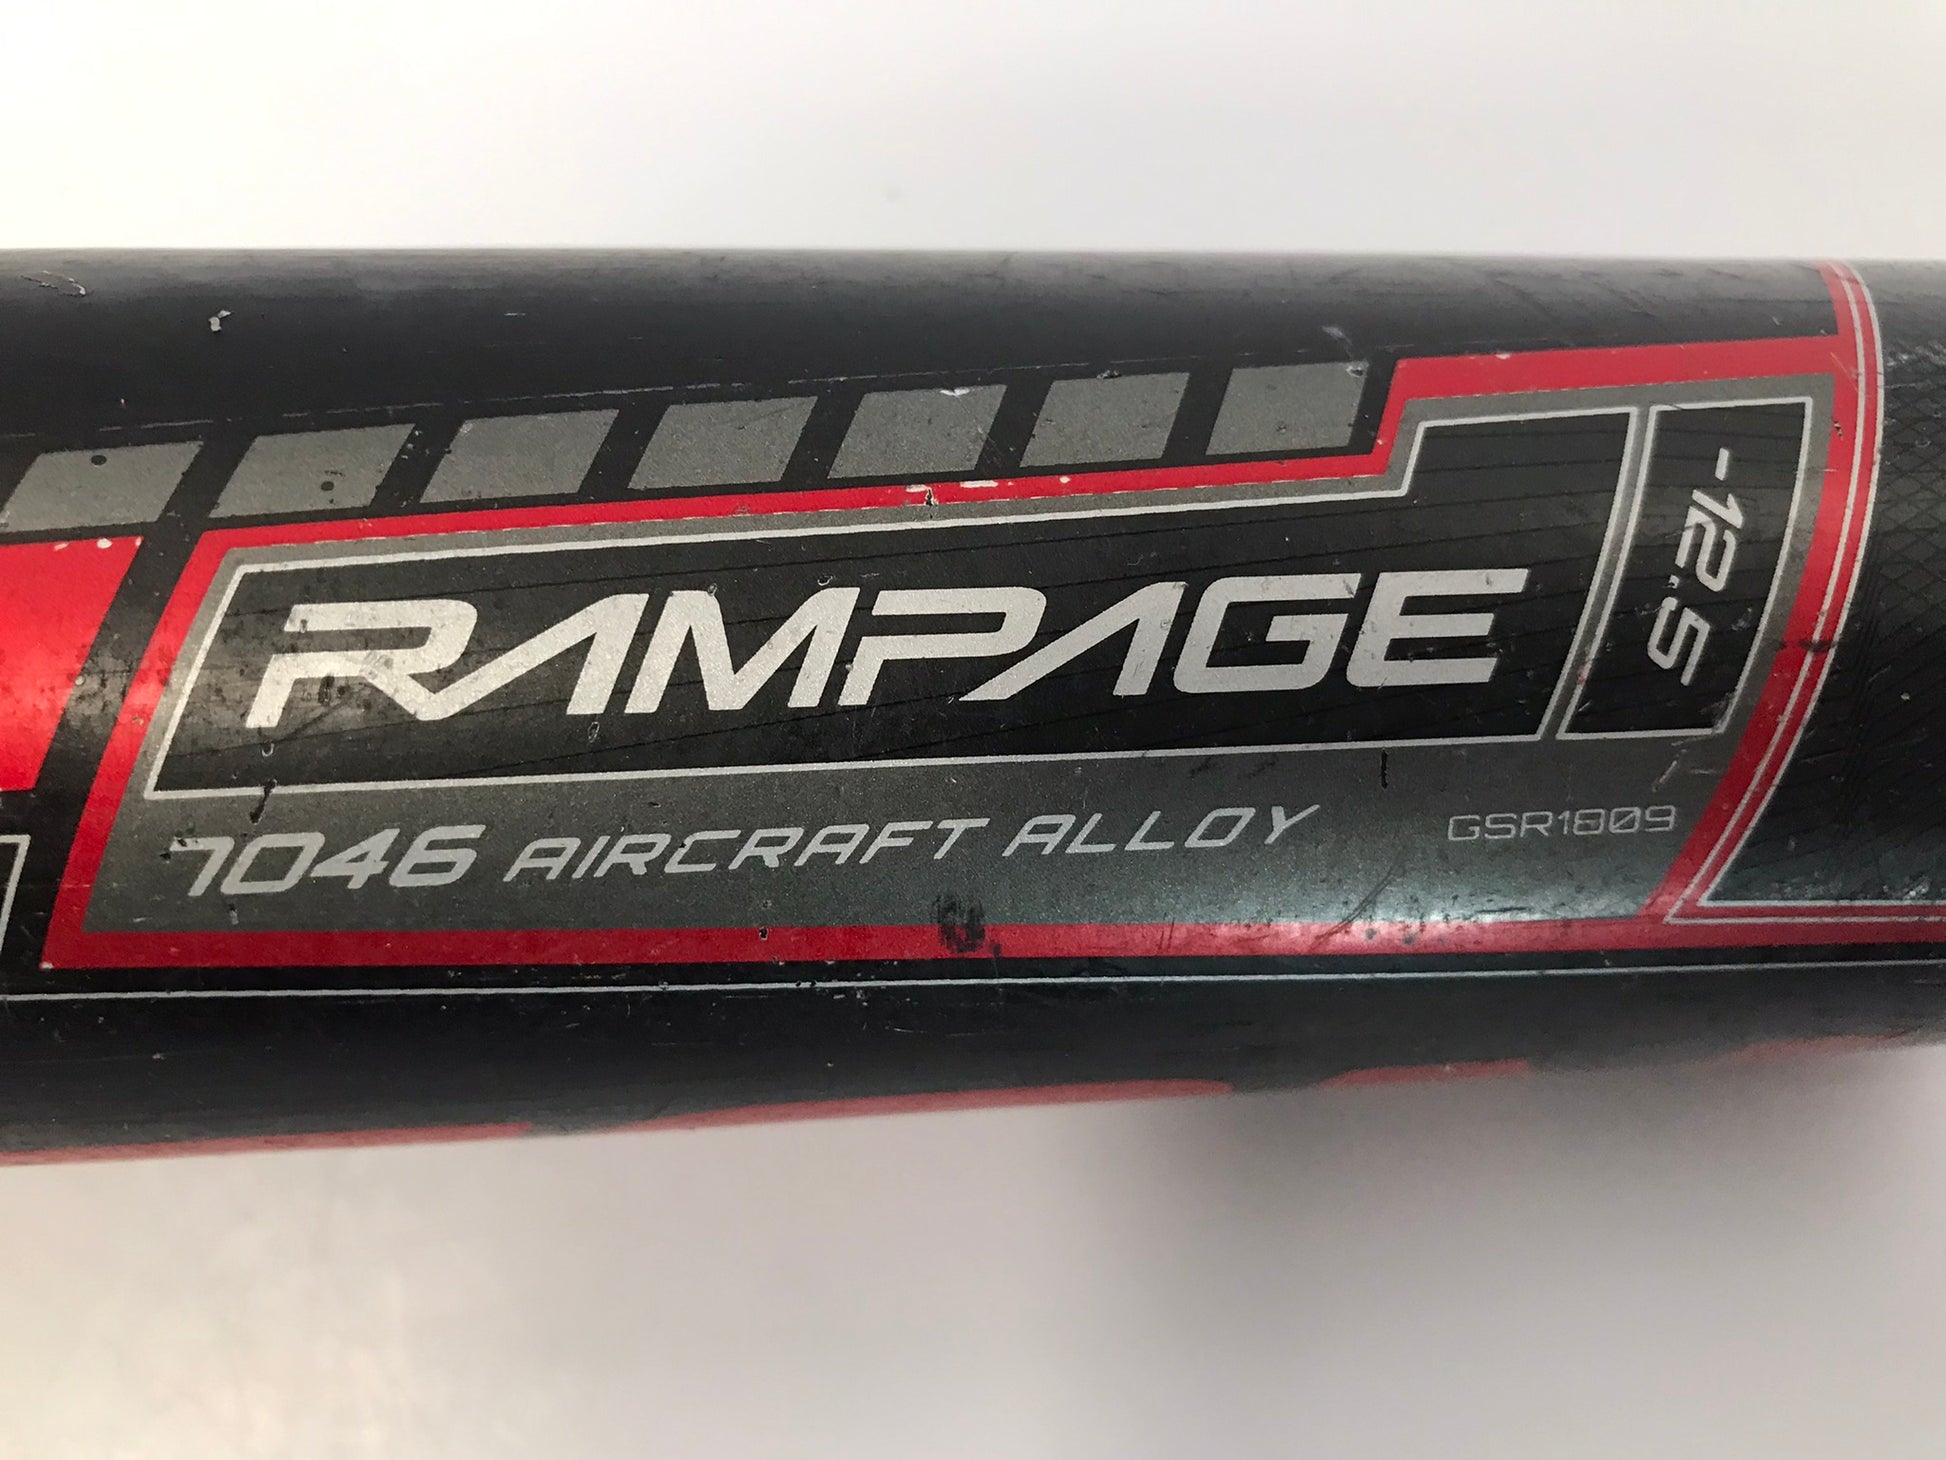 RAMPAGE
-12.5
7046 AIRCRAFT ALLOY
GSR1809